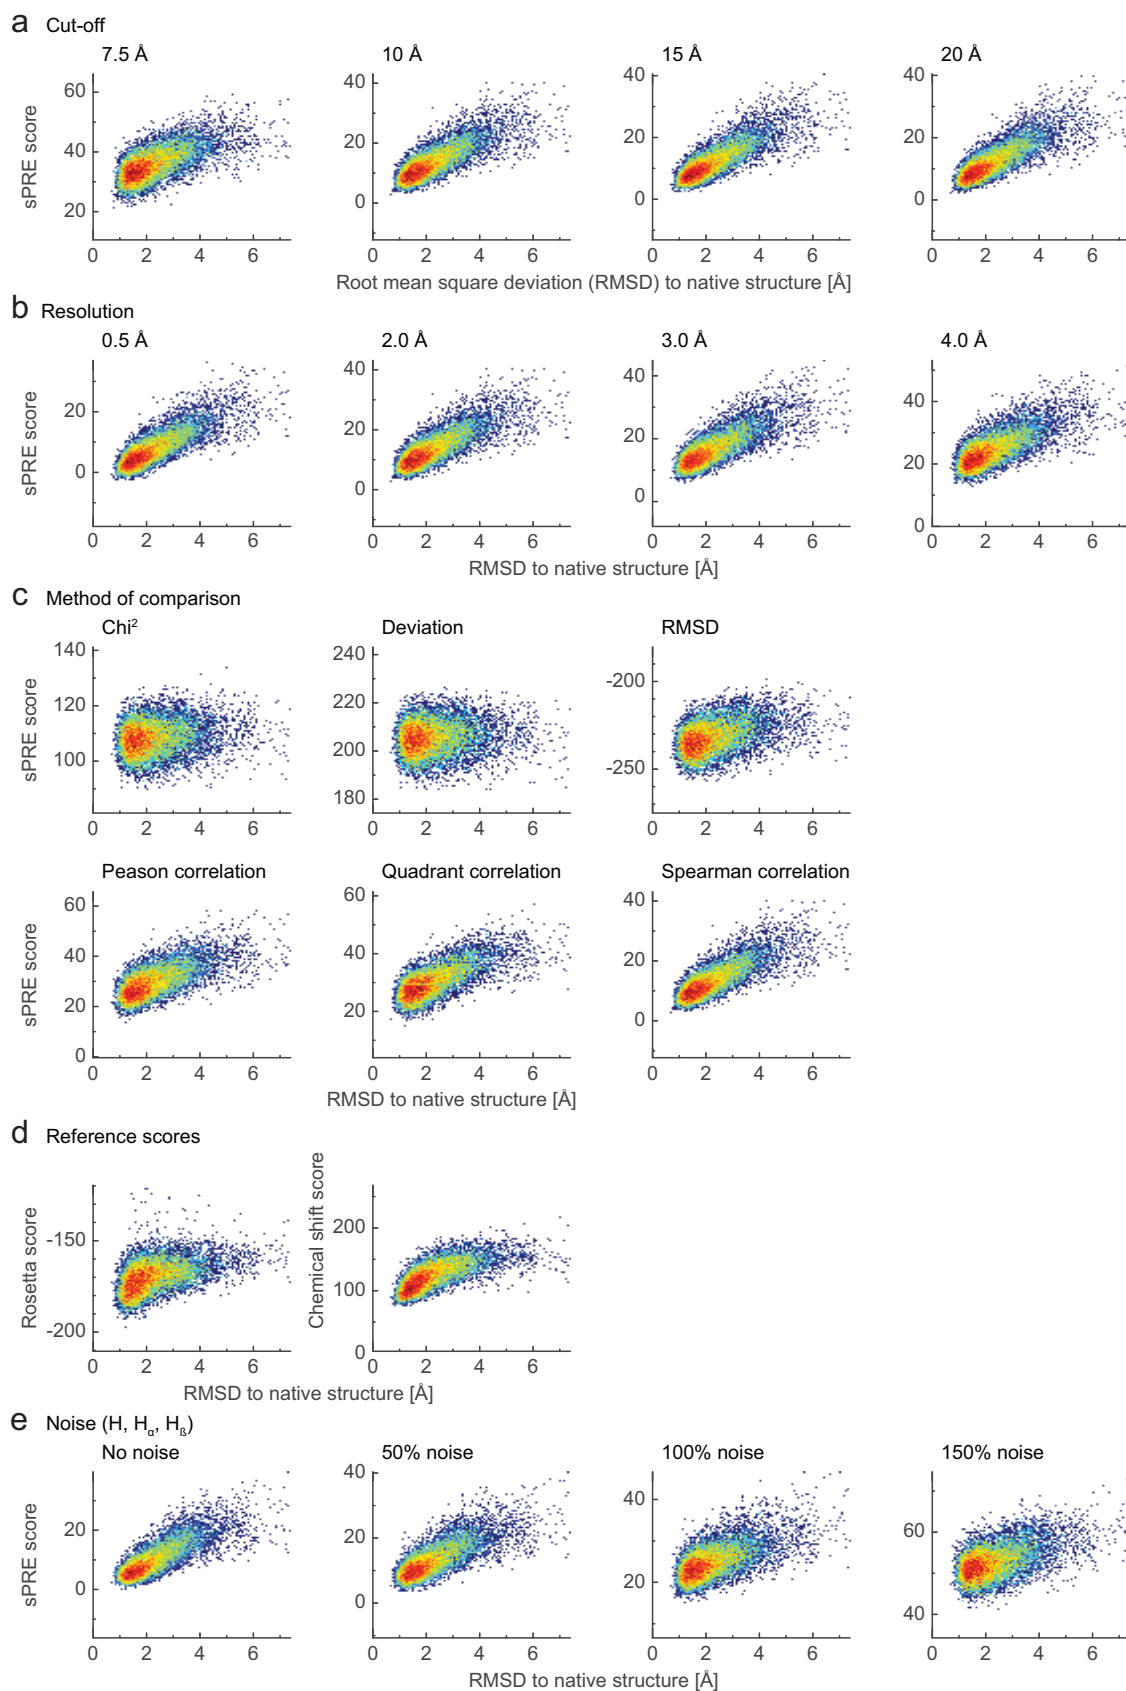 a Cut-off
7.5 Å 10 Å 15 Å 20 Å
60 40 40 40
sPRE score
40 20 20 20
20 0 0 0
0 2 4 6 0 2 4 6 0 2 4 6 0 2 4 6
Root mean square deviation (RMSD) to native structure [Å]
b Resolution
0.5 Å 2.0 Å 3.0 Å 4.0 Å
40 40
sPRE score
20 20 20 40
0 0 0 20
0
0 2 4 6 0 2 4 6 0 2 4 6 0 2 4 6
RMSD to native structure [Å]
c Method of comparison
Chi² Deviation RMSD
140 240
sPRE score
120 220 -200
100 200 -250
180
0 2 4 6 0 2 4 6 0 2 4 6
Peason correlation Quadrant correlation Spearman correlation
60 60 40
sPRE score
40 40 20
20 20 0
0
0 2 4 6 0 2 4 6 0 2 4 6
RMSD to native structure [Å]
d Reference scores
Rosetta score
Chemical shift score
-150 200
100
-200 0
0 2 4 6 0 2 4 6
RMSD to native structure [Å]
e Noise (H, Hα, Hß)
No noise 50% noise 100% noise 150% noise
40 40
sPRE score
20 20 20 60
0 0 40
0 2 4 6 0 2 4 6 0 2 4 6 0 2 4 6
RMSD to native structure [Å]